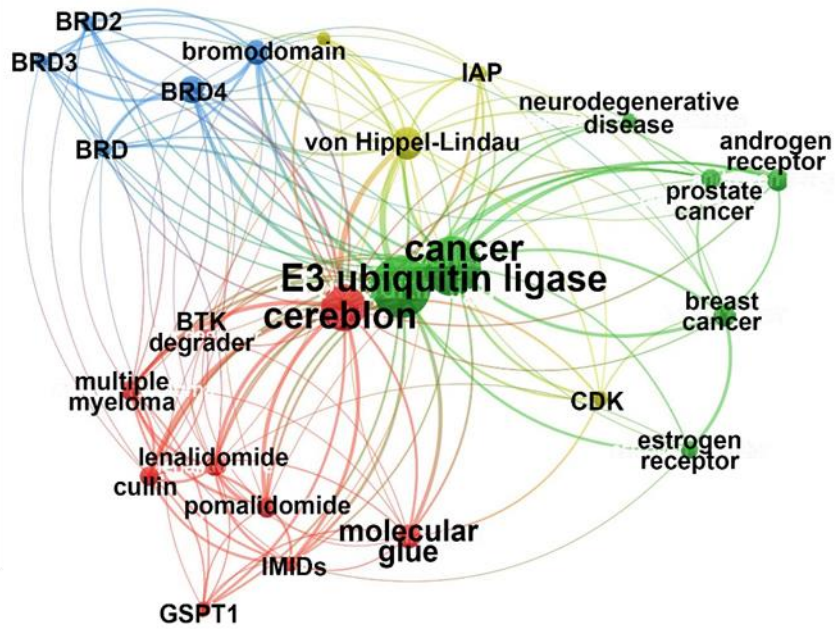 BRD2
BRD3
bromodomain
BRD4
IAP
neurodegenerative
disease
von Hippel-Lindau
androgen
receptor
BRD
prostate
cancer
cancer
E3 ubiquitin ligase
cereblon
breast
cancer
BTK
degrader
multiple
myeloma
CDK
lenalidomide
cullin
estrogen
receptor
pomalidomide
molecular
glue
IMIDs
GSPT1